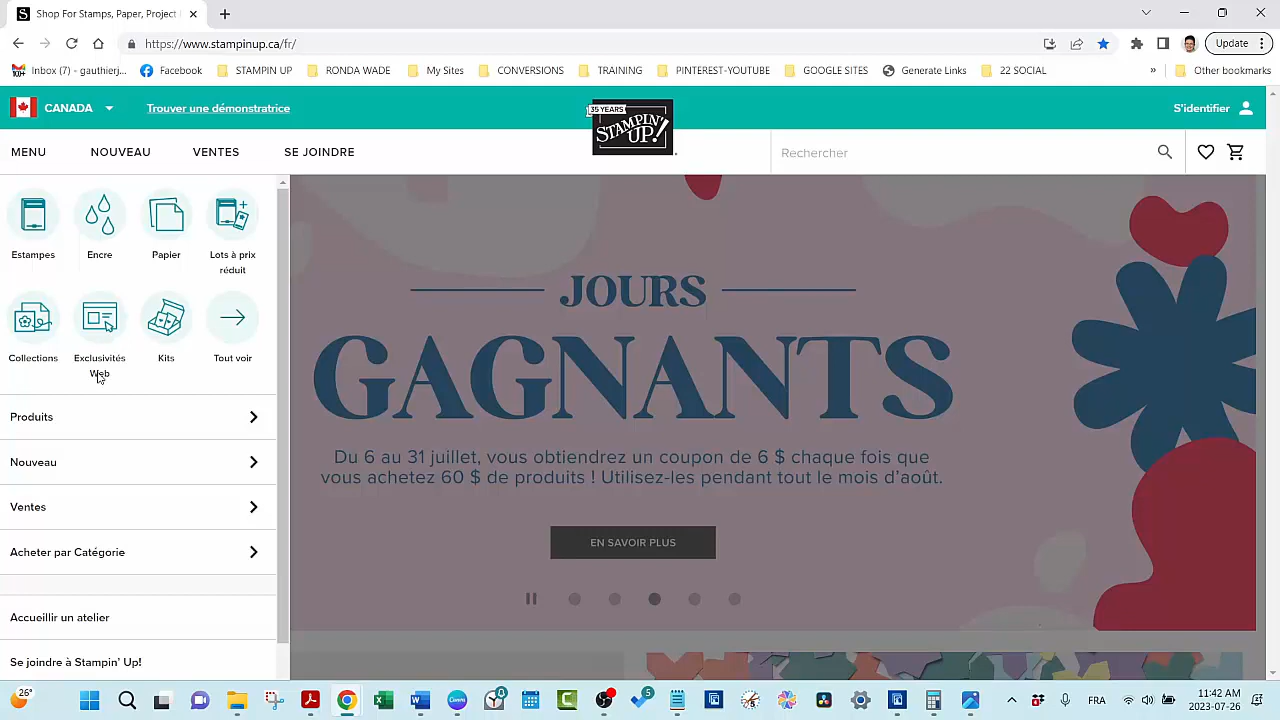 Shop For Stamps, Paper, Project
https://www.stampinup.ca/fr/
Update
Inbox (7) - gauthierj...
Facebook
STAMPIN UP
RONDA WADE
My Sites
CONVERSIONS
TRAINING
PINTEREST-YOUTUBE
GOOGLE SITES
Generate Links
22 SOCIAL
»
Other bookmarks
CANADA
Trouver une démonstratrice
35 YEARS
STAMPIN' UP!
S'identifier
MENU
NOUVEAU
VENTES
SE JOINDRE
Rechercher
Estampes
Encre
Papier
Lots à prix
réduit
Collections
Exclusivités
Web
Kits
Tout voir
Produits
Nouveau
Ventes
Acheter par Catégorie
Accueillir un atelier
Se joindre à Stampin' Up!
JOURS
GAGNANTS
Du 6 au 31 juillet, vous obtiendrez un coupon de 6 $ chaque fois que
vous achetez 60 $ de produits ! Utilisez-les pendant tout le mois d'août.
EN SAVOIR PLUS
26°
0
5
FRA
11:42 AM
2023-07-26